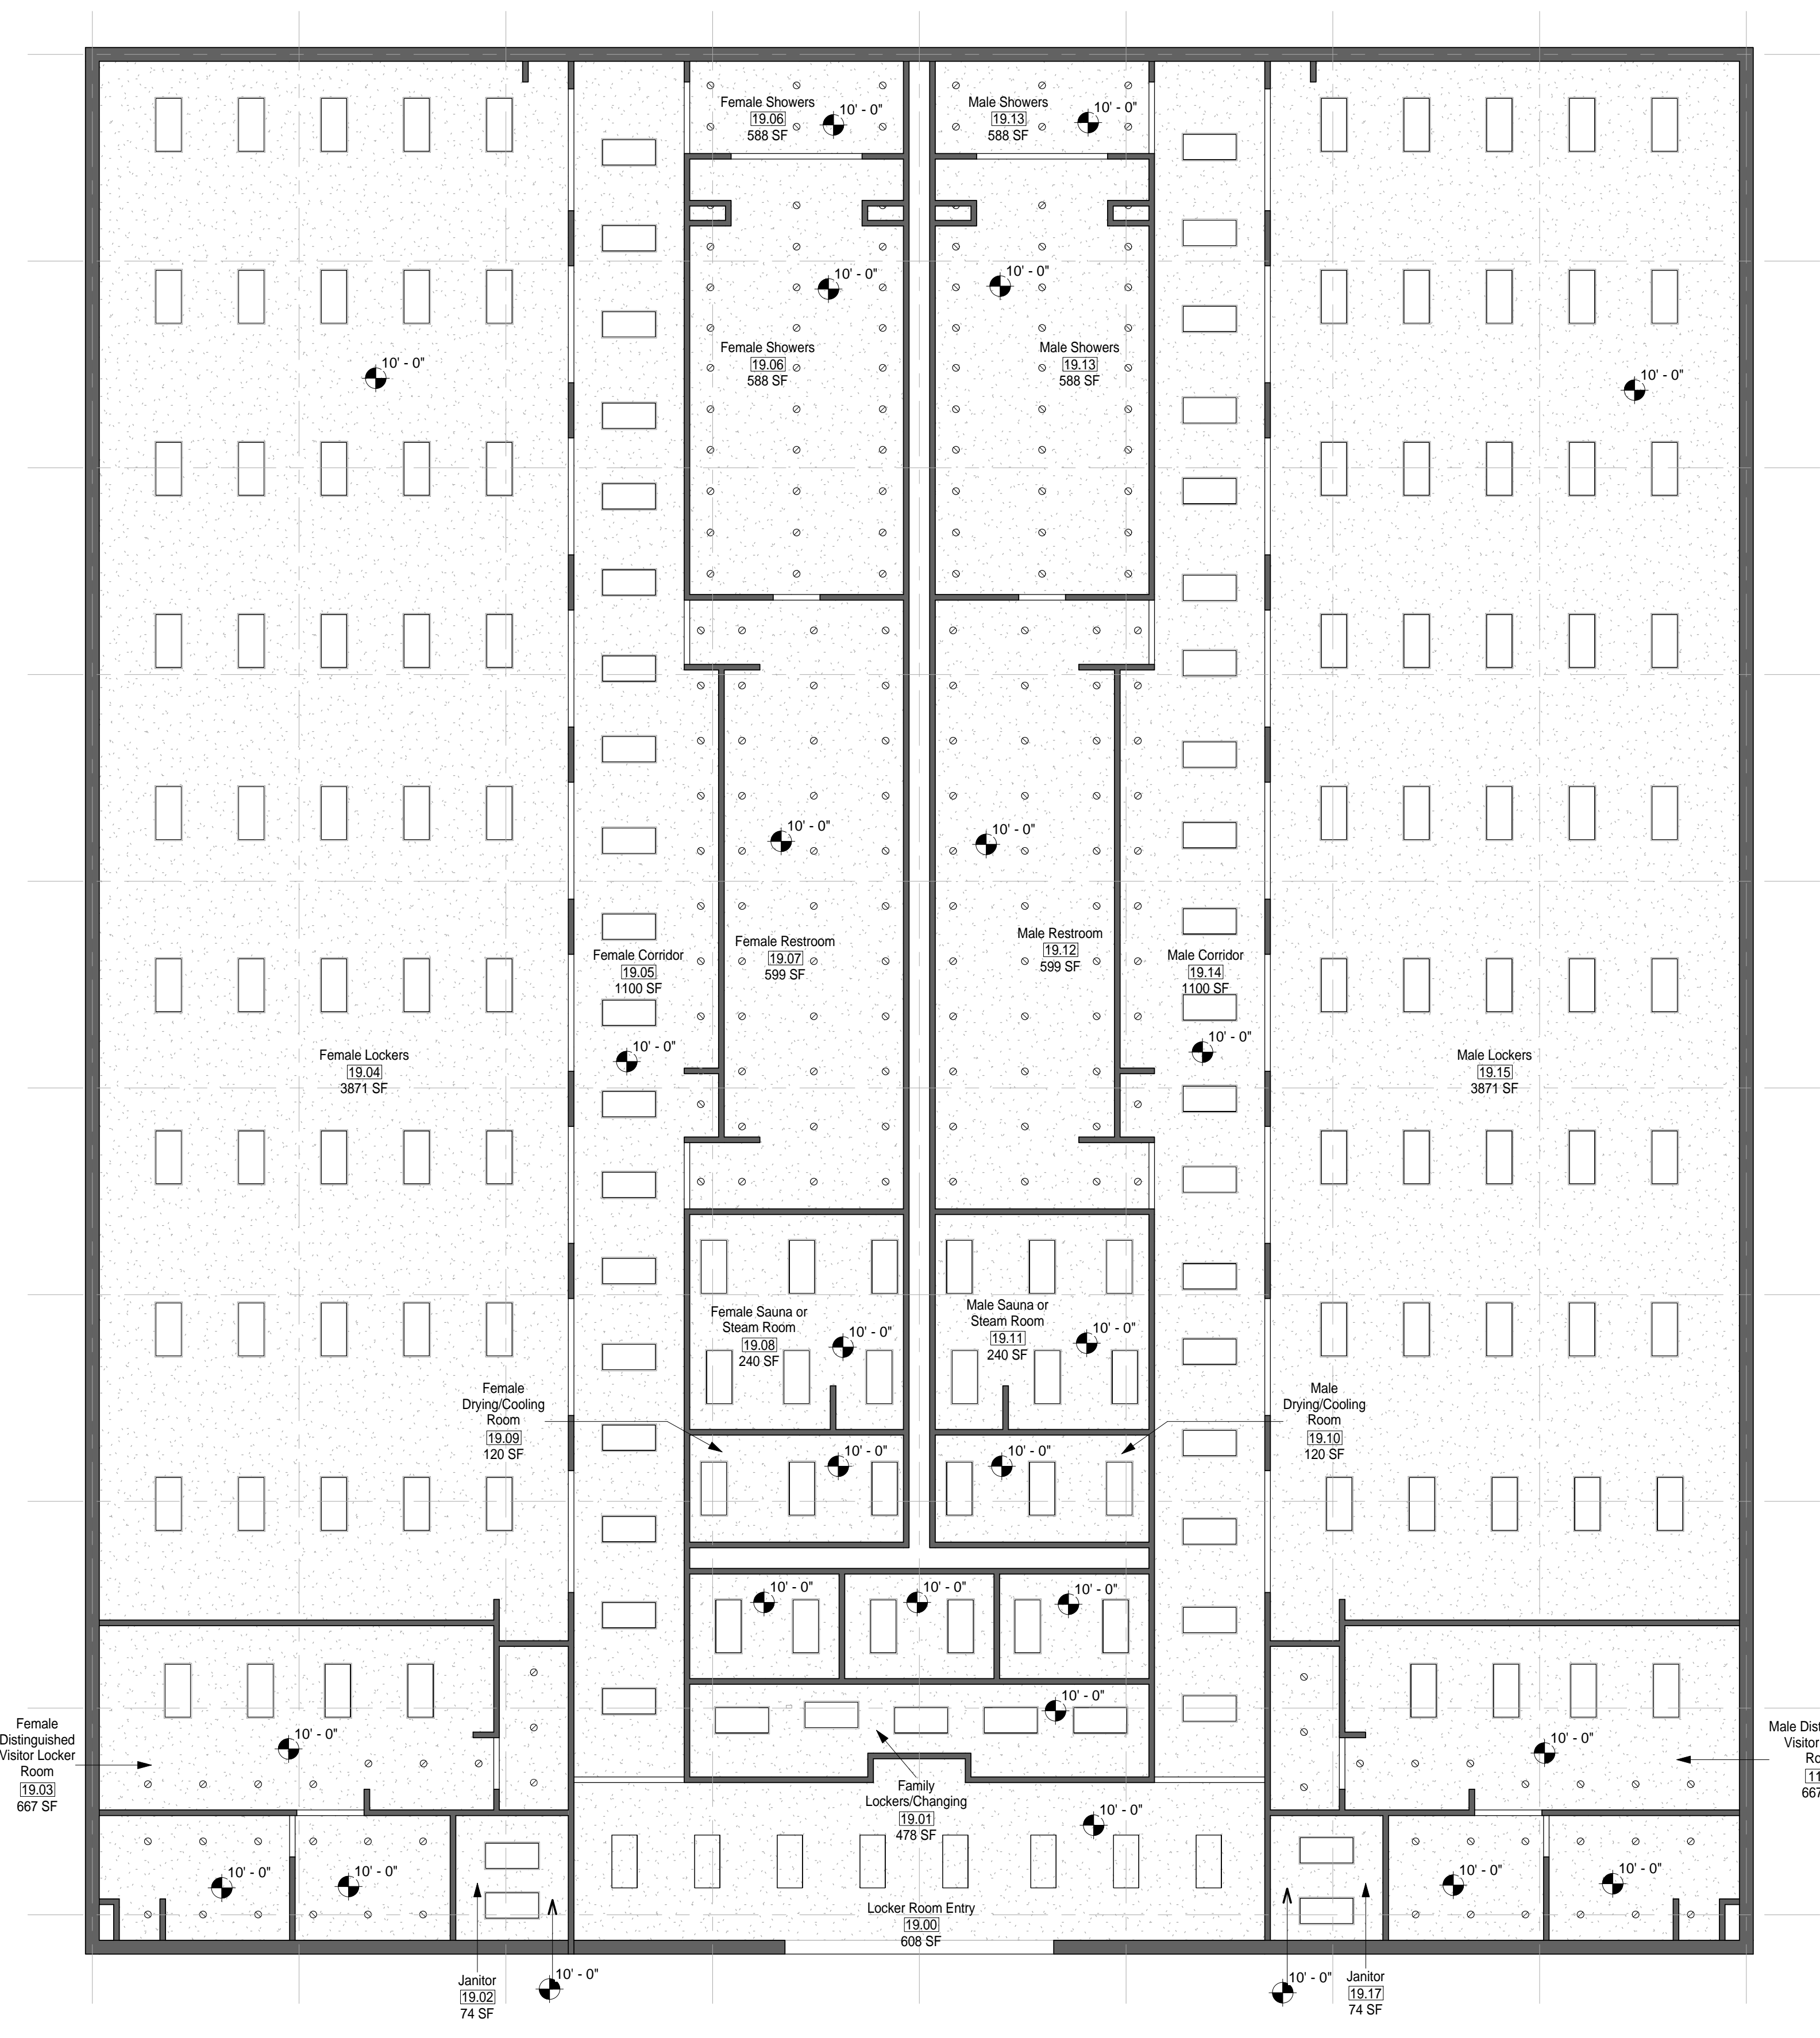 Female Showers
19.06
588 SF
10' - 0"
Male Showers
19.13
588 SF
10' - 0"
10' - 0"
10' - 0"
Female Showers
19.06
588 SF
Male Showers
19.13
588 SF
10' - 0"
10' - 0"
10' - 0"
10' - 0"
Female Corridor
19.05
1100 SF
10' - 0"
Female Restroom
19.07
599 SF
Male Restroom
19.12
599 SF
Male Corridor
19.14
1100 SF
10' - 0"
Female Lockers
19.04
3871 SF
Male Lockers
19.15
3871 SF
Female Sauna or
Steam Room
19.08
240 SF
10' - 0"
Male Sauna or
Steam Room
19.11
240 SF
10' - 0"
Female
Drying/Cooling
Room
19.09
120 SF
10' - 0"
10' - 0"
Male
Drying/Cooling
Room
19.10
120 SF
10' - 0"
10' - 0"
10' - 0"
10' - 0"
Female
Distinguished
Visitor Locker
Room
19.03
667 SF
10' - 0"
10' - 0"
Male Dist
Visitor
Ro
11
667
Family
Lockers/Changing
19.01
478 SF
10' - 0"
10' - 0"
10' - 0"
10' - 0"
10' - 0"
Locker Room Entry
19.00
608 SF
Janitor
19.02
74 SF
10' - 0"
10' - 0"
Janitor
19.17
74 SF